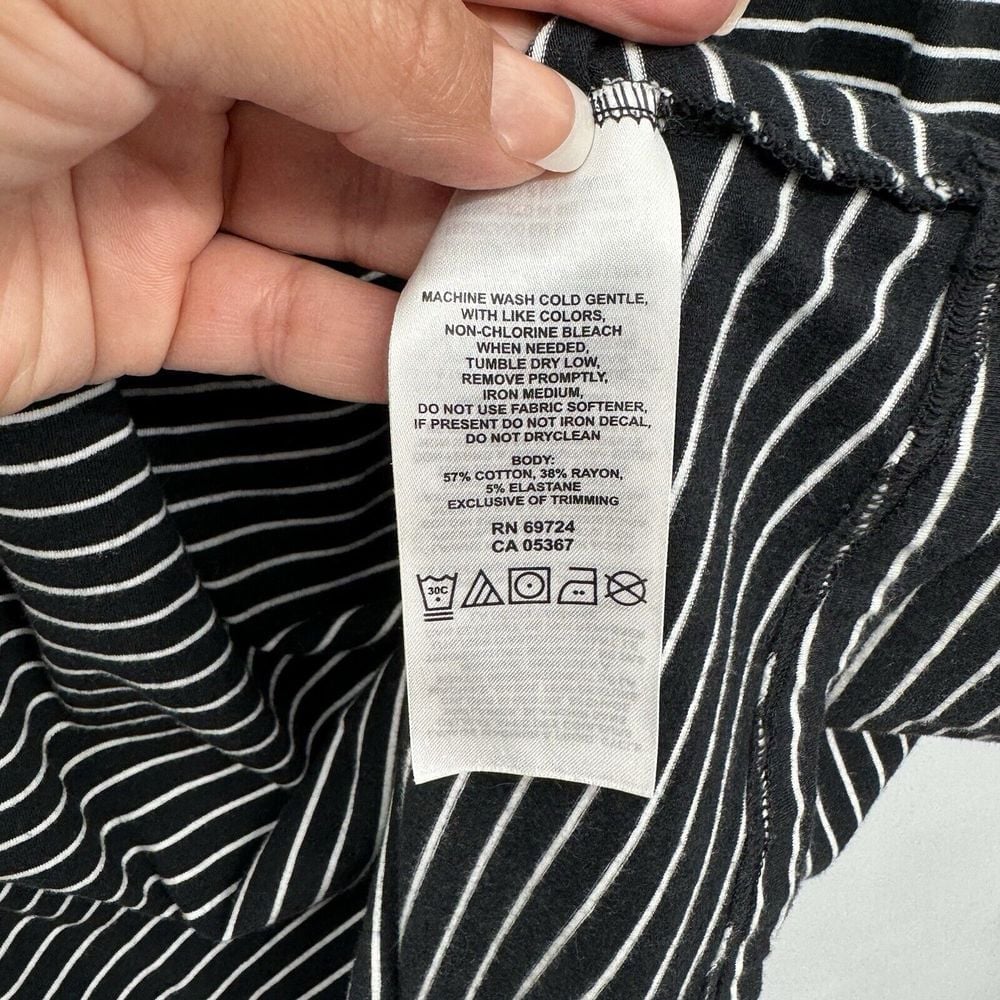 MACHINE WASH COLD GENTLE,
WITH LIKE COLORS,
NON-CHLORINE BLEACH
WHEN NEEDED,
TUMBLE DRY LOW,
REMOVE PROMPTLY,
IRON MEDIUM,
DO NOT USE FABRIC SOFTENER,
IF PRESENT DO NOT IRON DECAL,
DO NOT DRYCLEAN
BODY:
57% COTTON, 38% RAYON,
5% ELASTANE
EXCLUSIVE OF TRIMMING
RN 69724
CA 05367
30C